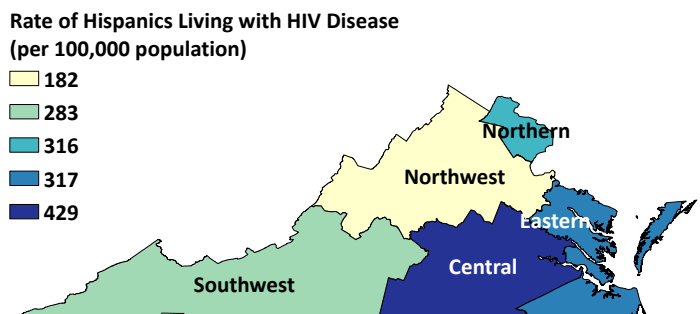 Rate of Hispanics Living with HIV Disease
(per 100,000 population)
182
283
316
317
429
Northern
Northwest
Eastern
Central
Southwest